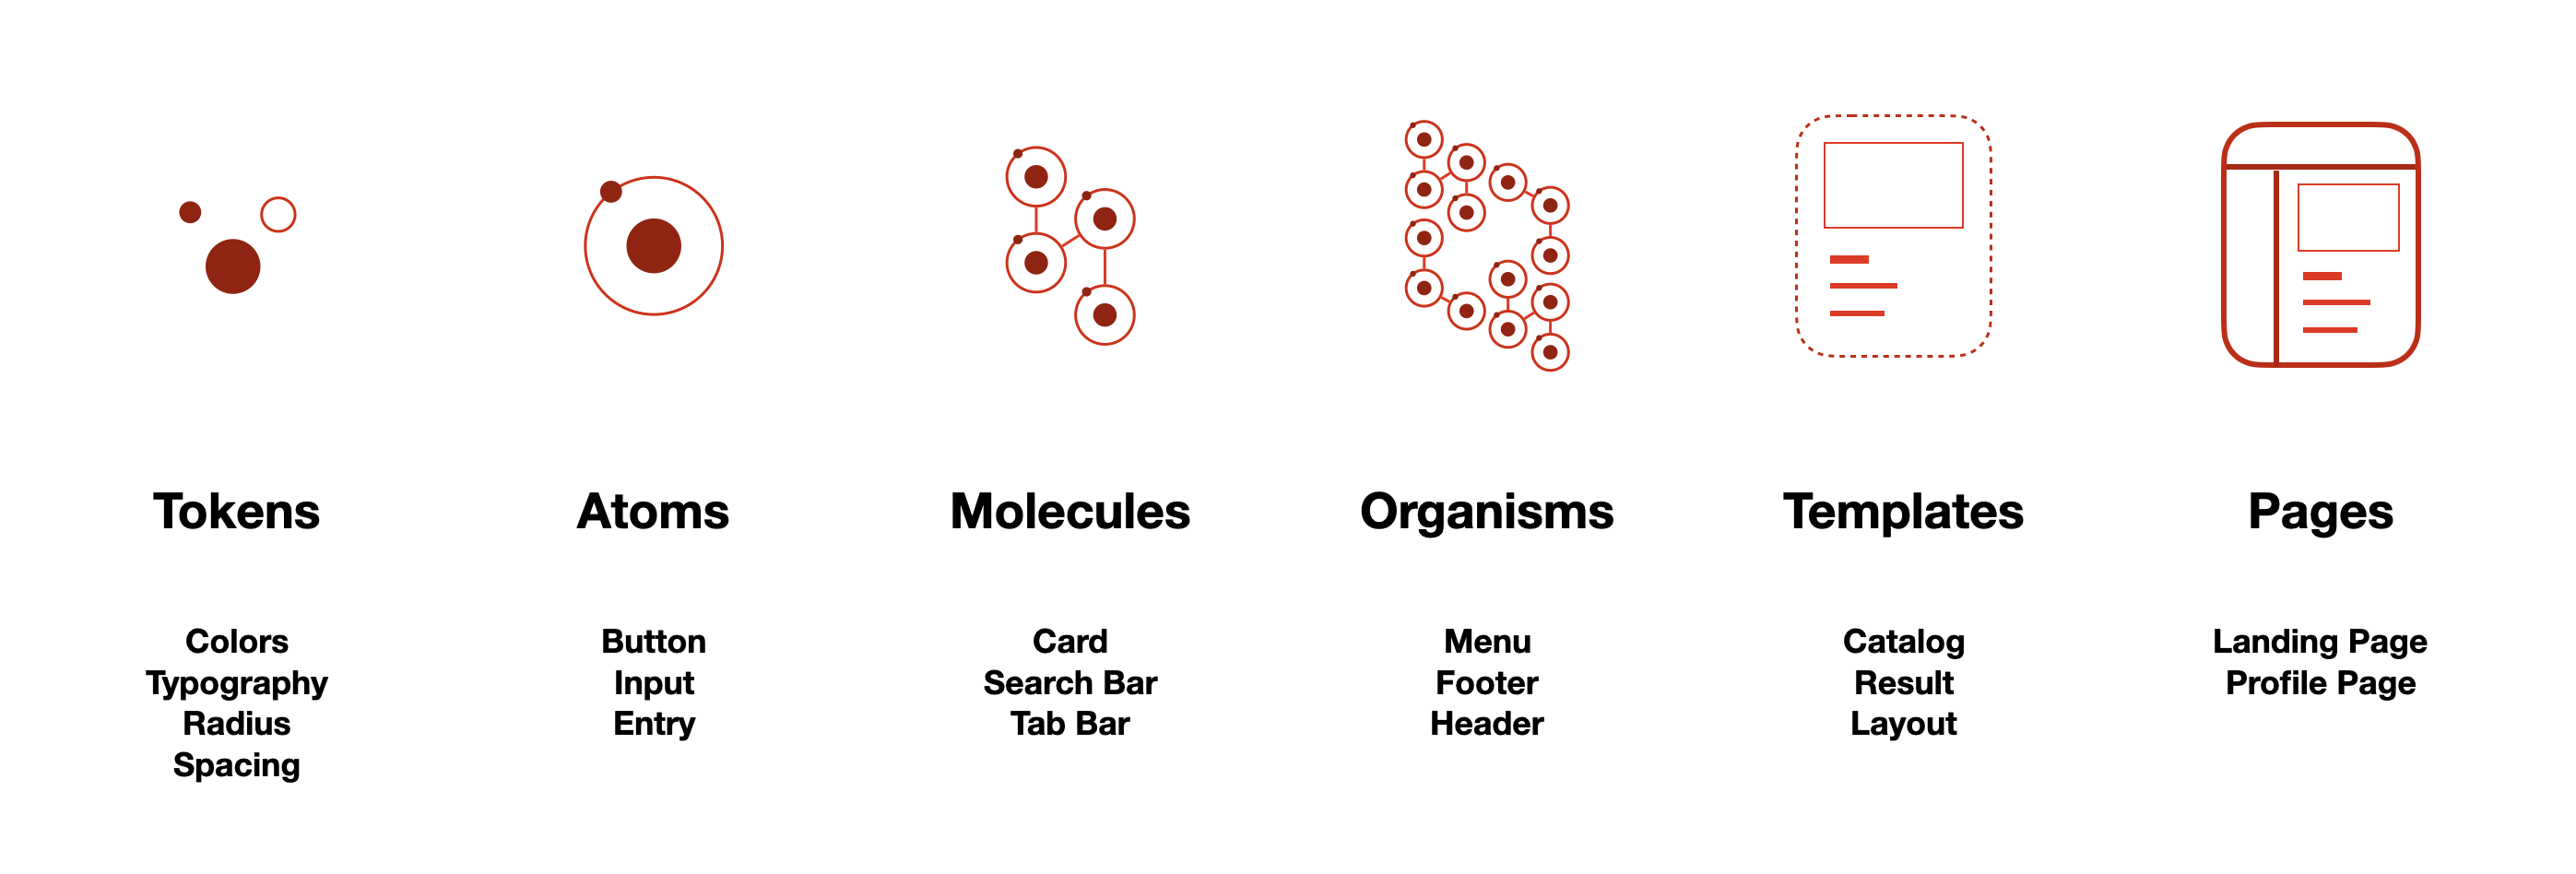 Tokens
Atoms
Molecules
Organisms
Templates
Pages
Colors
Typography
Radius
Spacing
Button
Input
Entry
Card
Search Bar
Tab Bar
Menu
Footer
Header
Catalog
Result
Layout
Landing Page
Profile Page